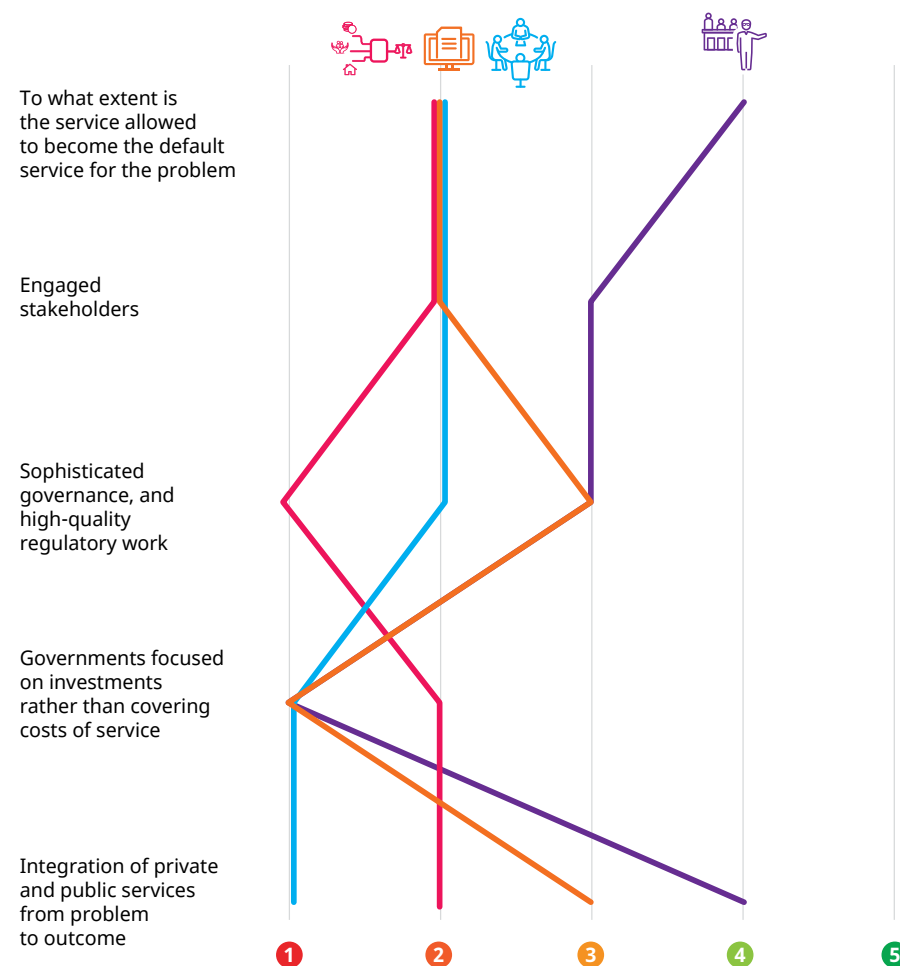 To what extent is
the service allowed
to become the default
service for the problem
Engaged
stakeholders
Sophisticated
governance, and
high-quality
regulatory work
Governments focused
on investments
rather than covering
costs of service
Integration of private
and public services
from problem
to outcome
1 2 3 4 5